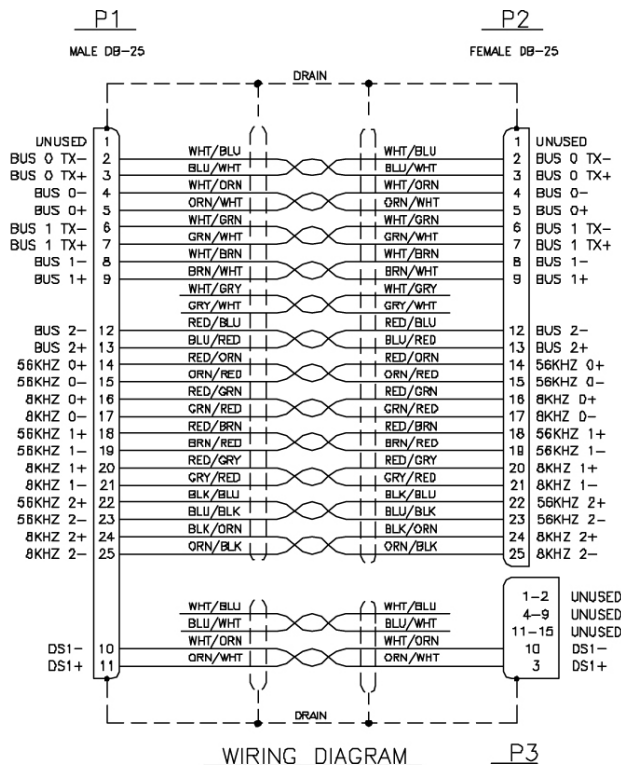 P1 P2
MALE DB-25 FEMALE DB-25
DRAIN
UNUSED 1 1 UNUSED
BUS 0 TX- 2 WHT/BLU WHT/BLU 2 BUS 0 TX-
BUS 0 TX+ 3 BLU/WHT BLU/WHT 3 BUS 0 TX+
BUS 0- 4 WHT/ORN WHT/ORN 4 BUS 0-
BUS 0+ 5 ORN/WHT ORN/WHT 5 BUS 0+
BUS 1 TX- 6 WHT/GRN WHT/GRN 6 BUS 1 TX-
BUS 1 TX+ 7 GRN/WHT GRN/WHT 7 BUS 1 TX+
BUS 1- 8 WHT/BRN WHT/BRN 8 BUS 1-
BUS 1+ 9 BRN/WHT BRN/WHT 9 BUS 1+
WHT/GRY WHT/GRY
GRY/WHT GRY/WHT
BUS 2- 12 RED/BLU RED/BLU 12 BUS 2-
BUS 2+ 13 BLU/RED BLU/RED 13 BUS 2+
56KHZ 0+ 14 RED/ORN RED/ORN 14 56KHZ 0+
56KHZ 0- 15 ORN/RED ORN/RED 15 56KHZ 0-
8KHZ 0+ 16 RED/GRN RED/GRN 16 8KHZ 0+
8KHZ 0- 17 GRN/RED GRN/RED 17 8KHZ 0-
56KHZ 1+ 18 RED/BRN RED/BRN 18 56KHZ 1+
56KHZ 1- 19 BRN/RED BRN/RED 19 56KHZ 1-
8KHZ 1+ 20 RED/GRY RED/GRY 20 8KHZ 1+
8KHZ 1- 21 GRY/RED GRY/RED 21 8KHZ 1-
56KHZ 2+ 22 BLK/BLU BLK/BLU 22 56KHZ 2+
56KHZ 2- 23 BLU/BLK BLU/BLK 23 56KHZ 2-
8KHZ 2+ 24 BLK/ORN BLK/ORN 24 8KHZ 2+
8KHZ 2- 25 ORN/BLK ORN/BLK 25 8KHZ 2-
1-2 UNUSED
WHT/BLU WHT/BLU 4-9 UNUSED
BLU/WHT BLU/WHT 11-15 UNUSED
DS1- 10 WHT/ORN WHT/ORN 10 DS1-
DS1+ 11 ORN/WHT ORN/WHT 3 DS1+
DRAIN
WIRING DIAGRAM P3